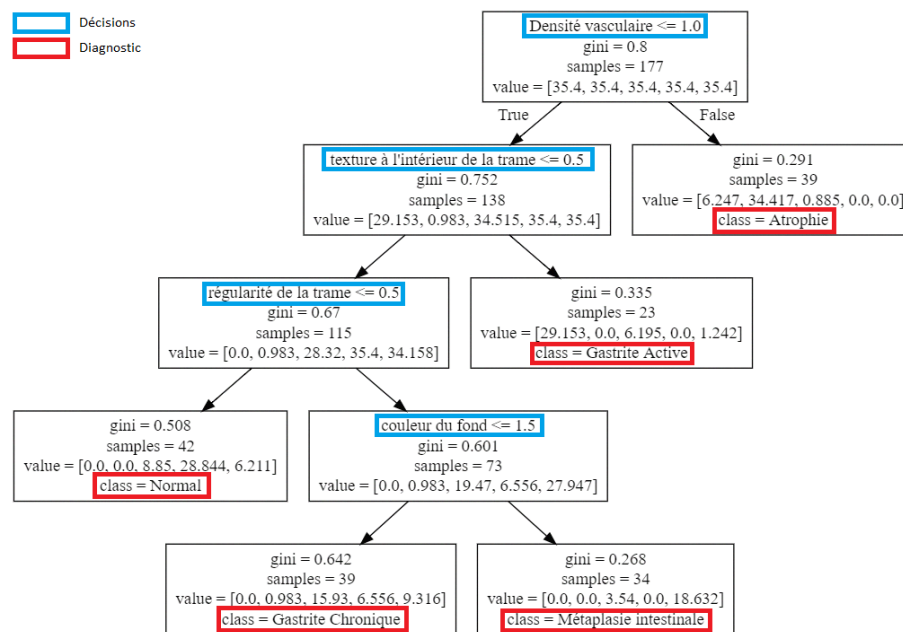 Décisions
Diagnostic
Densité vasculaire <= 1.0
gini = 0.8
samples = 177
value = [35.4, 35.4, 35.4, 35.4, 35.4]
True
False
texture à l'intérieur de la trame <= 0.5
gini = 0.752
samples = 138
value = [29.153, 0.983, 34.515, 35.4, 35.4]
gini = 0.291
samples = 39
value = [6.247, 34.417, 0.885, 0.0, 0.0]
class = Atrophie
régularité de la trame <= 0.5
gini = 0.67
samples = 115
value = [0.0, 0.983, 28.32, 35.4, 34.158]
gini = 0.335
samples = 23
value = [29.153, 0.0, 6.195, 0.0, 1.242]
class = Gastrite Active
gini = 0.508
samples = 42
value = [0.0, 0.0, 8.85, 28.844, 6.211]
class = Normal
couleur du fond <= 1.5
gini = 0.601
samples = 73
value = [0.0, 0.983, 19.47, 6.556, 27.947]
gini = 0.642
samples = 39
value = [0.0, 0.983, 15.93, 6.556, 9.316]
class = Gastrite Chronique
gini = 0.268
samples = 34
value = [0.0, 0.0, 3.54, 0.0, 18.632]
class = Métaplasie intestinale